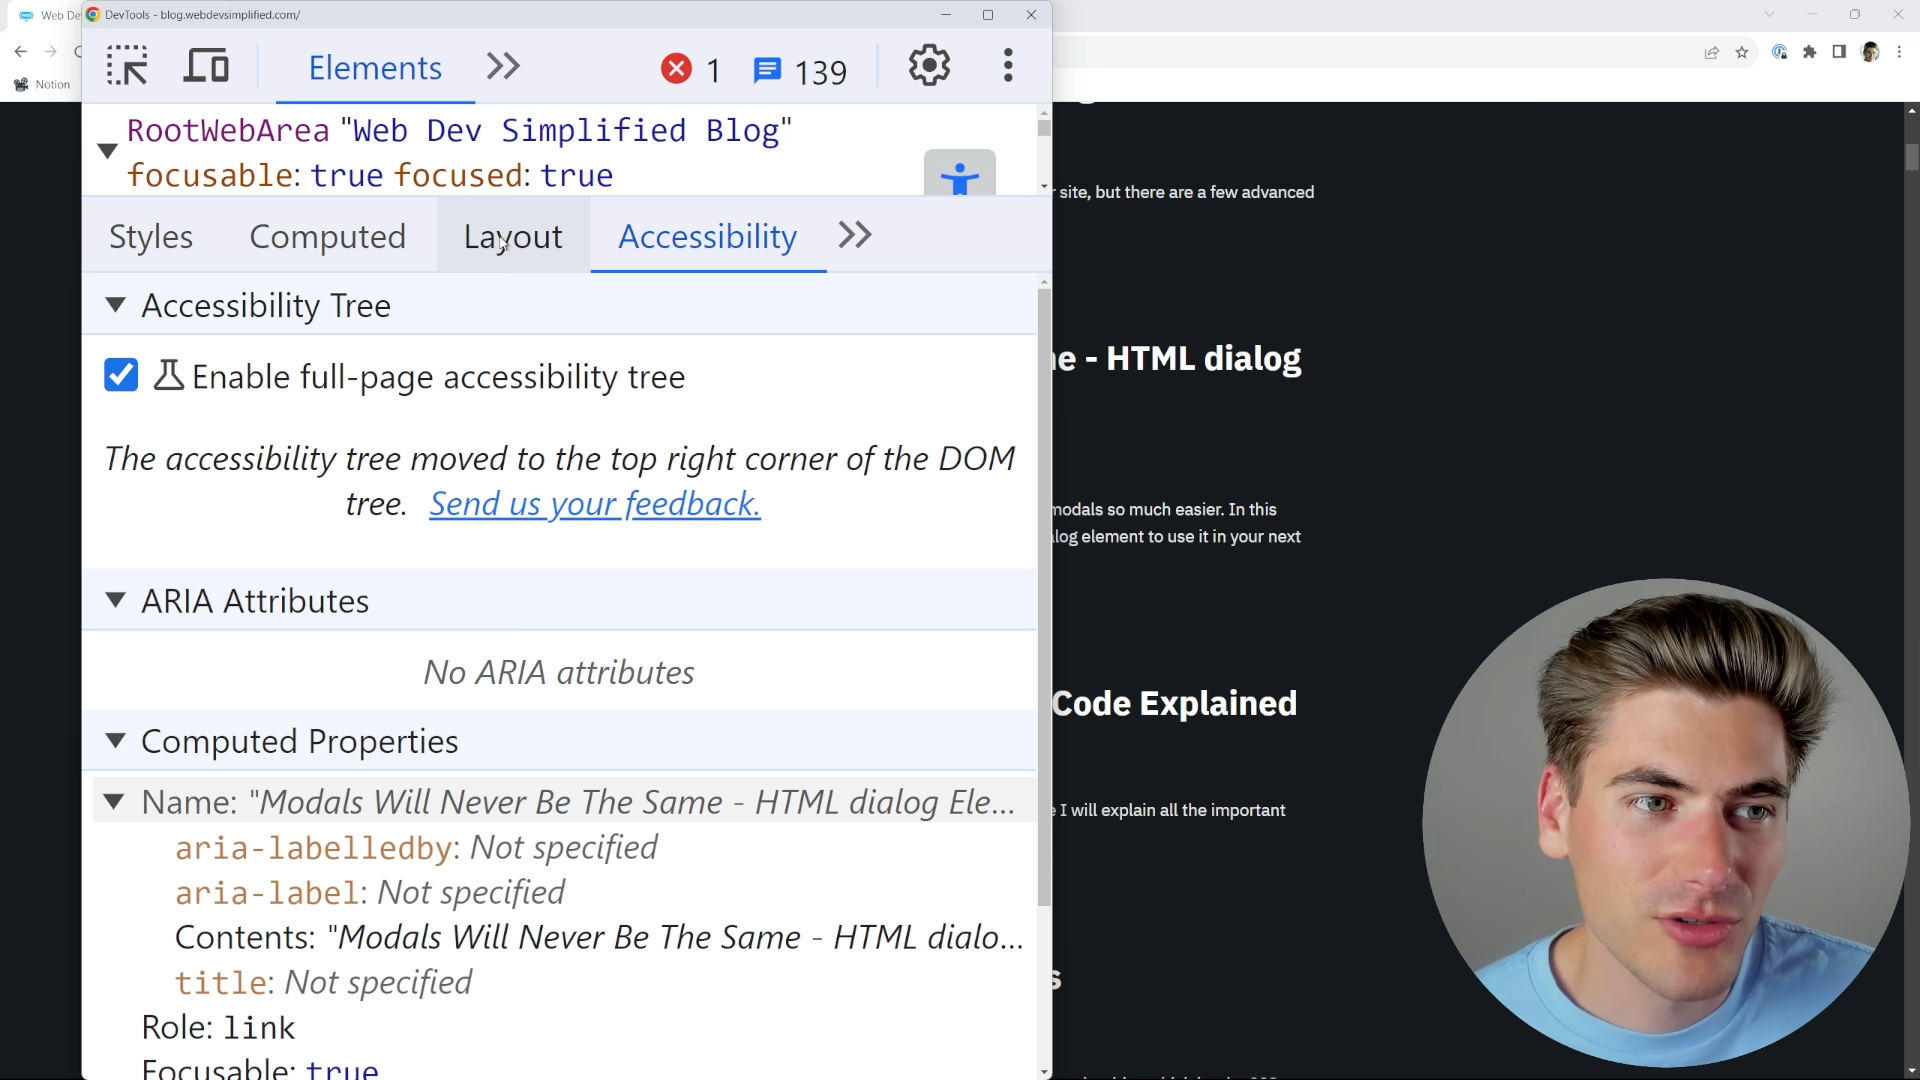 Web De
DevTools - blog.webdevsimplified.com/
Notion
Elements
1
139
RootWebArea "Web Dev Simplified Blog"
focusable: true focused: true
Styles
Computed
Layout
Accessibility
Accessibility Tree
Enable full-page accessibility tree
The accessibility tree moved to the top right corner of the DOM
tree. Send us your feedback.
ARIA Attributes
No ARIA attributes
Computed Properties
Name: "Modals Will Never Be The Same - HTML dialog Ele...
aria-labelledby: Not specified
aria-label: Not specified
Contents: "Modals Will Never Be The Same - HTML dialo...
title: Not specified
Role: link
Focusable: true
site, but there are a few advanced
e - HTML dialog
modals so much easier. In this
log element to use it in your next
Code Explained
I will explain all the important
s